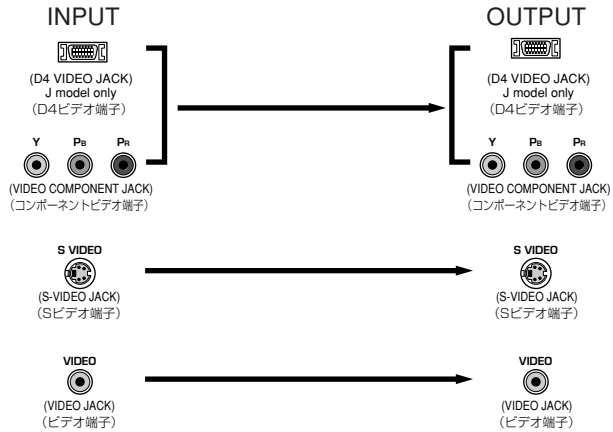 INPUT
OUTPUT
(D4 VIDEO JACK)
J model only
(D4ビデオ端子)
(D4 VIDEO JACK)
J model only
(D4ビデオ端子)
Y PB PR
(VIDEO COMPONENT JACK)
(コンポーネントビデオ端子)
Y PB PR
(VIDEO COMPONENT JACK)
(コンポーネントビデオ端子)
S VIDEO
(S-VIDEO JACK)
(Sビデオ端子)
S VIDEO
(S-VIDEO JACK)
(Sビデオ端子)
VIDEO
(VIDEO JACK)
(ビデオ端子)
VIDEO
(VIDEO JACK)
(ビデオ端子)